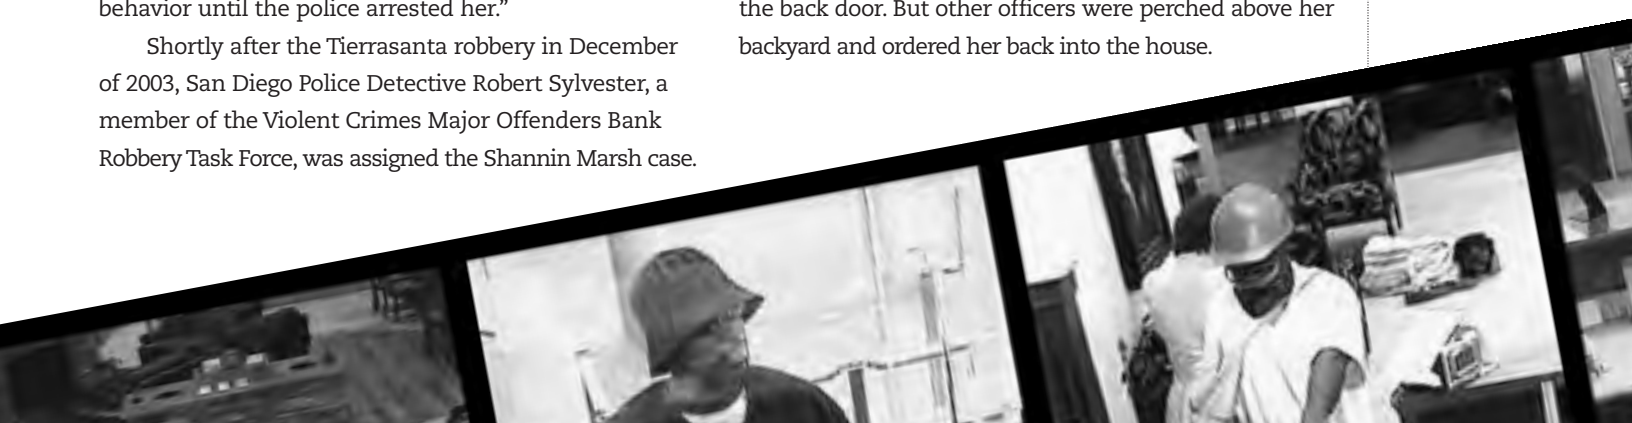 behavior until the police arrested her.”
Shortly after the Tierrasanta robbery in December
of 2003, San Diego Police Detective Robert Sylvester, a
member of the Violent Crimes Major Offenders Bank
Robbery Task Force, was assigned the Shannin Marsh case.
the back door. But other officers were perched above her
backyard and ordered her back into the house.